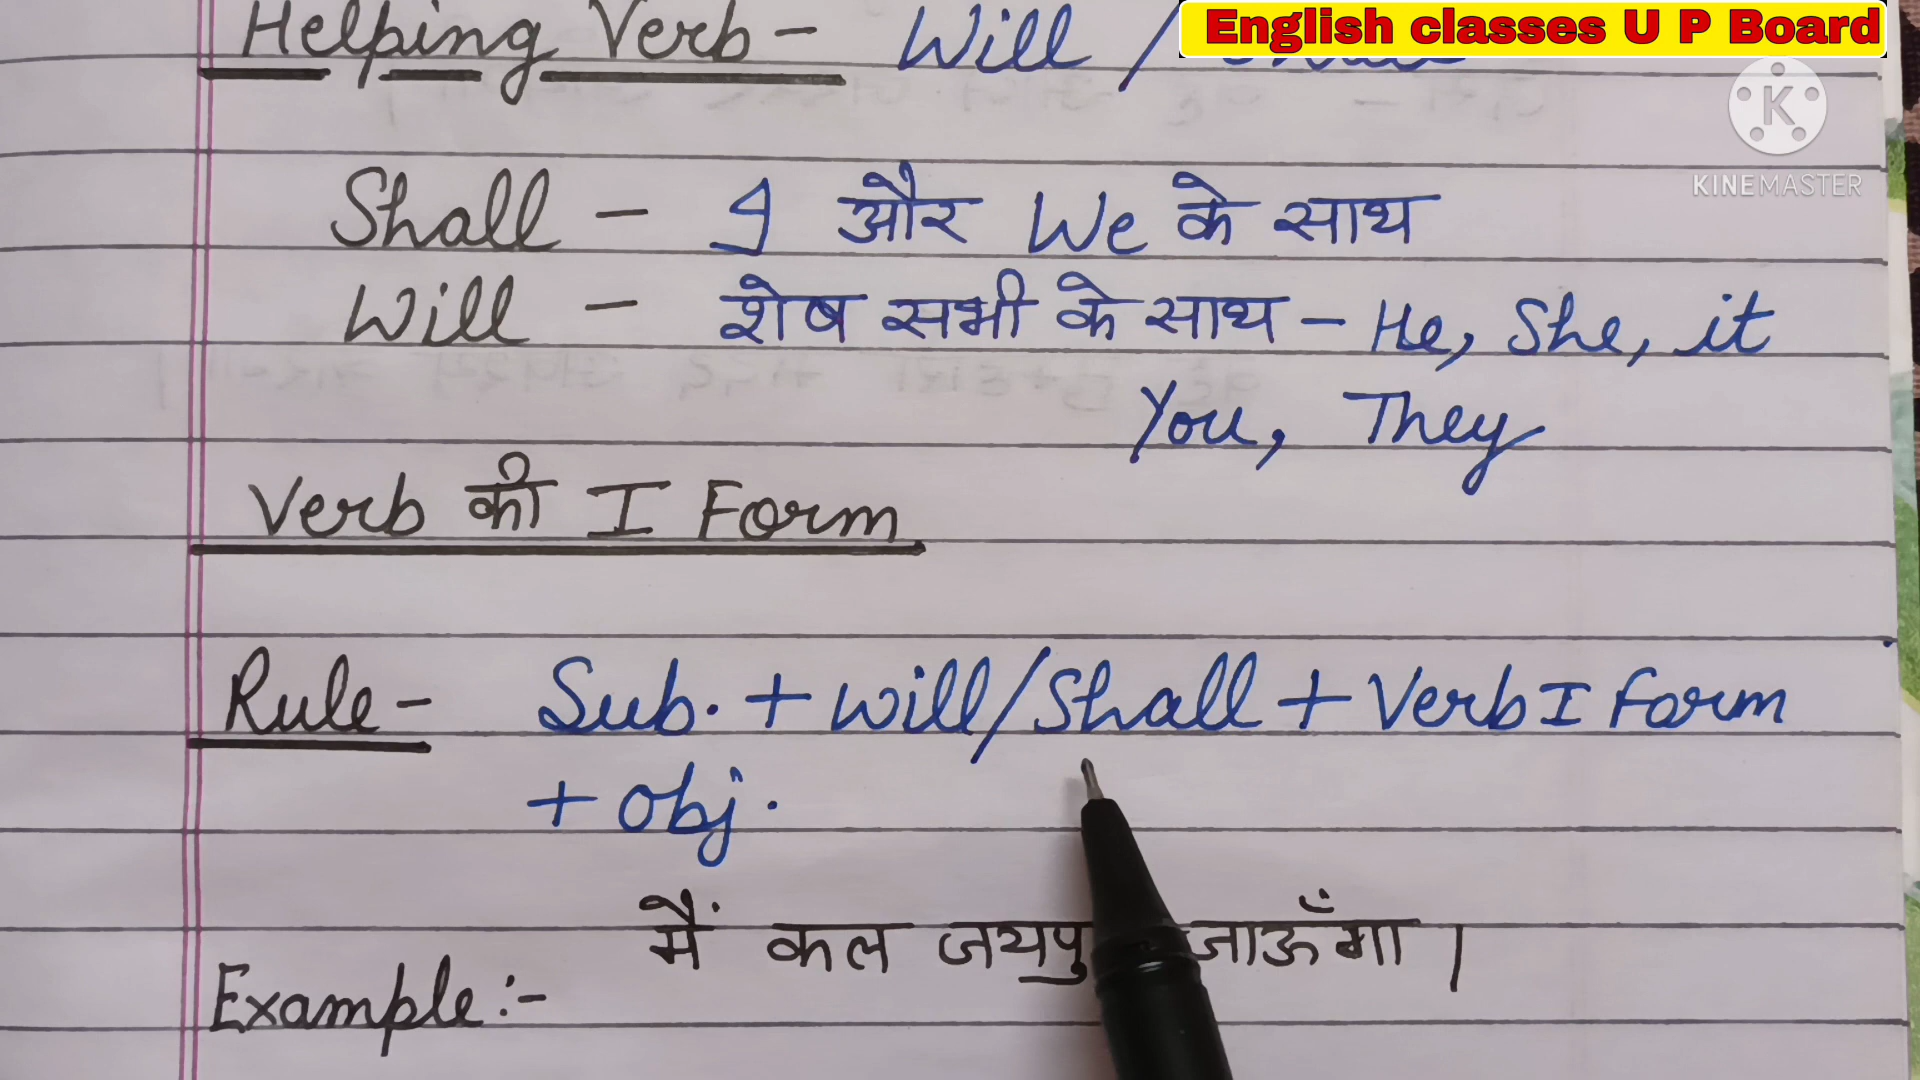 English classes U P Board
Helping Verb - Will /
KINEMASTER
Shall - I और We के साथ
Will - शेष सभी के साथ - He, She, it
You, They
Verb की I Form
Rule - Sub. + will/Shall + Verb I Form
+ obj.
मैं कल जयपु जाऊँगा।
Example :-